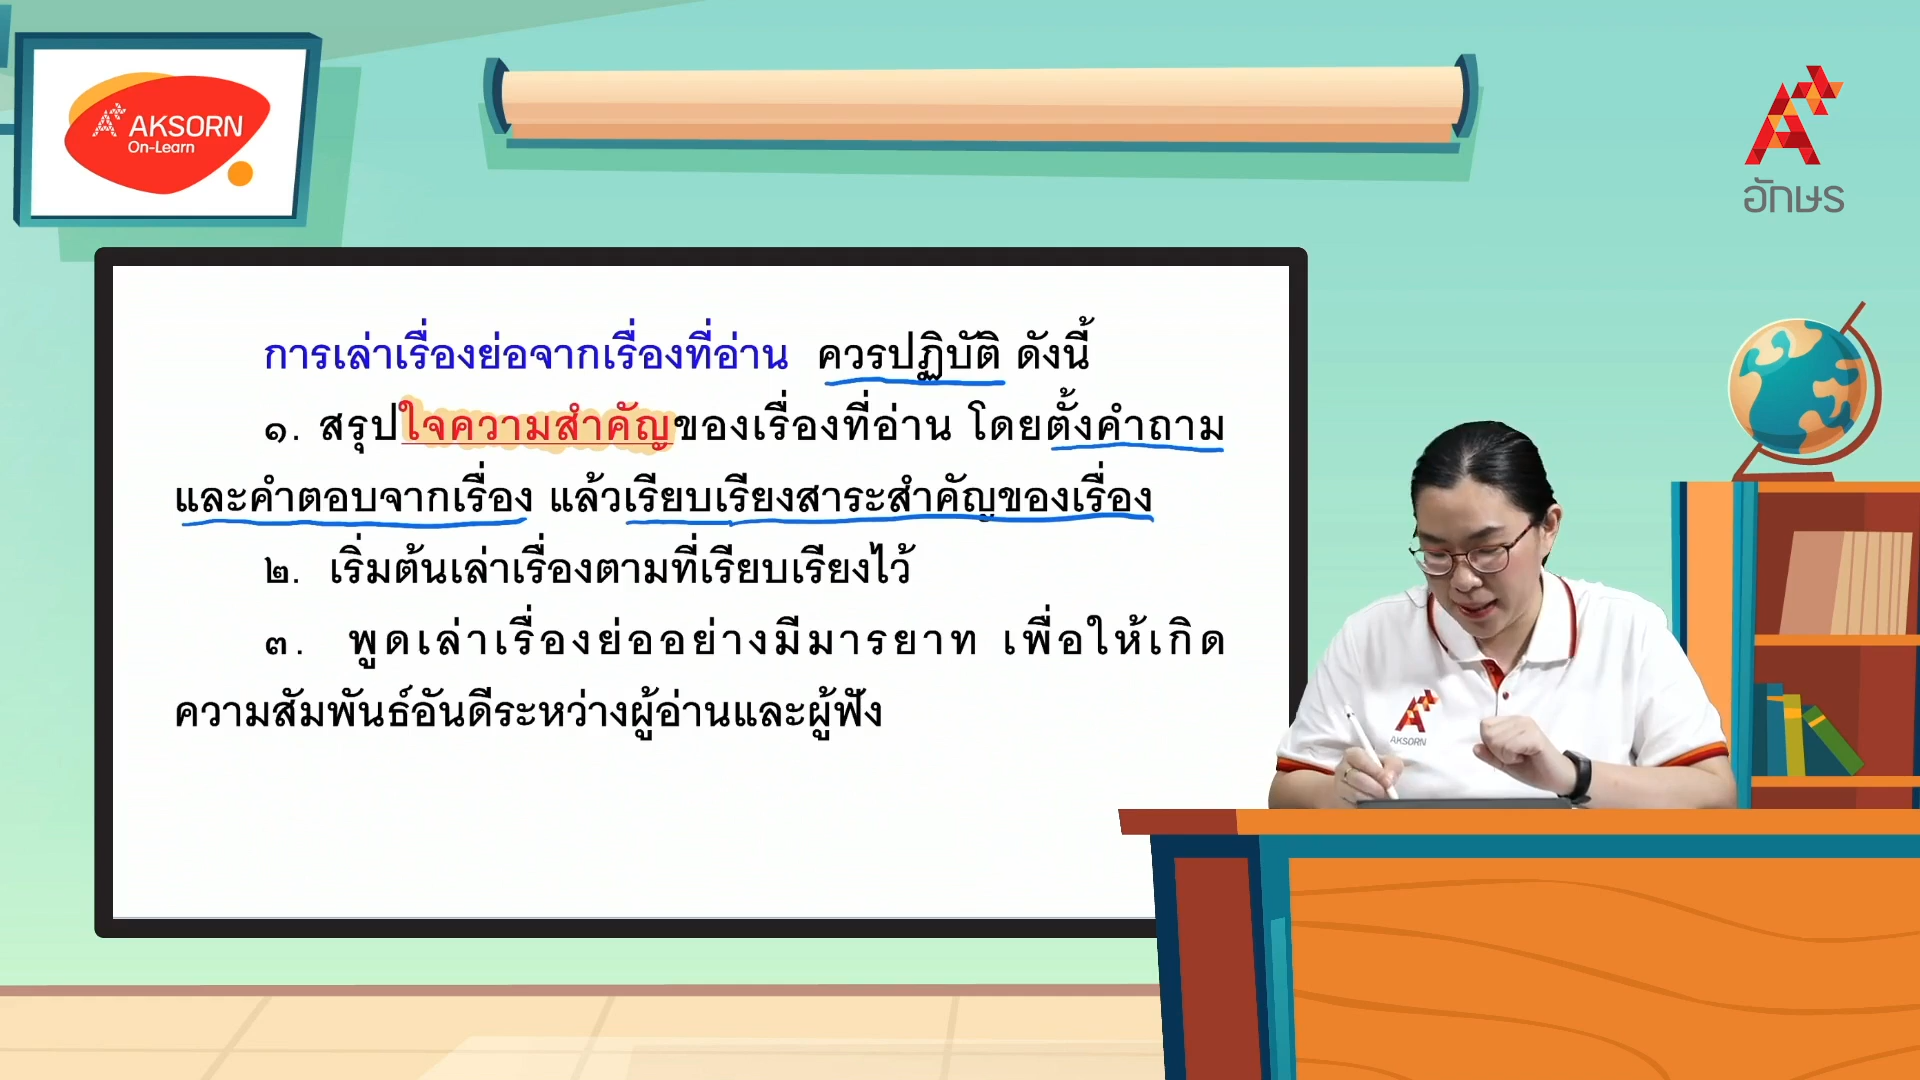 AKSORN
On-Learn
อักษร
การเล่าเรื่องย่อจากเรื่องที่อ่าน ควรปฏิบัติ ดังนี้
๑. สรุปใจความสำคัญของเรื่องที่อ่าน โดยตั้งคำถาม
และคำตอบจากเรื่อง แล้วเรียบเรียงสาระสำคัญของเรื่อง
๒. เริ่มต้นเล่าเรื่องตามที่เรียบเรียงไว้
๓. พูดเล่าเรื่องย่ออย่างมีมารยาท เพื่อให้เกิด
ความสัมพันธ์อันดีระหว่างผู้อ่านและผู้ฟัง
AKSORN